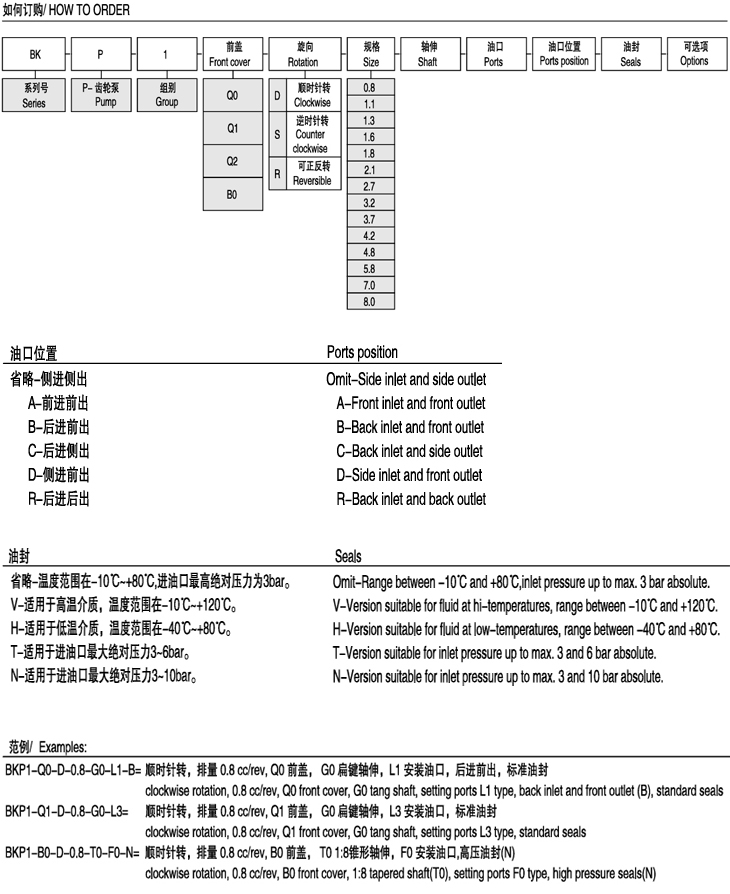 如何订购/ HOW TO ORDER
BK P 1 前盖 旋向 规格 轴伸 油口 油口位置 油封 可选项
Front cover Rotation Size Shaft Ports Ports position Seals Options
系列号 P–齿轮泵 组别
Series Pump Group
Q0
Q1
Q2
B0
D 顺时针转
Clockwise
S 逆时针转
Counter
clockwise
R 可正反转
Reversible
0.8
1.1
1.3
1.6
1.8
2.1
2.7
3.2
3.7
4.2
4.8
5.8
7.0
8.0
油口位置 Ports position
省略–侧进侧出 Omit–Side inlet and side outlet
A–前进前出 A–Front inlet and front outlet
B–后进前出 B–Back inlet and front outlet
C–后进侧出 C–Back inlet and side outlet
D–侧进前出 D–Side inlet and front outlet
R–后进后出 R–Back inlet and back outlet
油封 Seals
省略–温度范围在–10℃~+80℃,进油口最高绝对压力为3bar。 Omit–Range between –10℃ and +80℃,inlet pressure up to max. 3 bar absolute.
V–适用于高温介质，温度范围在–10℃~+120℃。 V–Version suitable for fluid at hi–temperatures, range between –10℃ and +120℃.
H–适用于低温介质，温度范围在–40℃~+80℃。 H–Version suitable for fluid at low–temperatures, range between –40℃ and +80℃.
T–适用于进油口最大绝对压力3~6bar。 T–Version suitable for inlet pressure up to max. 3 and 6 bar absolute.
N–适用于进油口最大绝对压力3~10bar。 N–Version suitable for inlet pressure up to max. 3 and 10 bar absolute.
范例/ Examples:
BKP1–Q0–D–0.8–G0–L1–B= 顺时针转，排量 0.8 cc/rev, Q0 前盖， G0 扁键轴伸，L1 安装油口，后进前出，标准油封
clockwise rotation, 0.8 cc/rev, Q0 front cover, G0 tang shaft, setting ports L1 type, back inlet and front outlet (B), standard seals
BKP1–Q1–D–0.8–G0–L3= 顺时针转，排量 0.8 cc/rev, Q1 前盖， G0 扁键轴伸，L3 安装油口，标准油封
clockwise rotation, 0.8 cc/rev, Q1 front cover, G0 tang shaft, setting ports L3 type, standard seals
BKP1–B0–D–0.8–T0–F0–N= 顺时针转，排量 0.8 cc/rev, B0 前盖， T0 1:8锥形轴伸，F0 安装油口,高压油封(N)
clockwise rotation, 0.8 cc/rev, B0 front cover, 1:8 tapered shaft(T0), setting ports F0 type, high pressure seals(N)